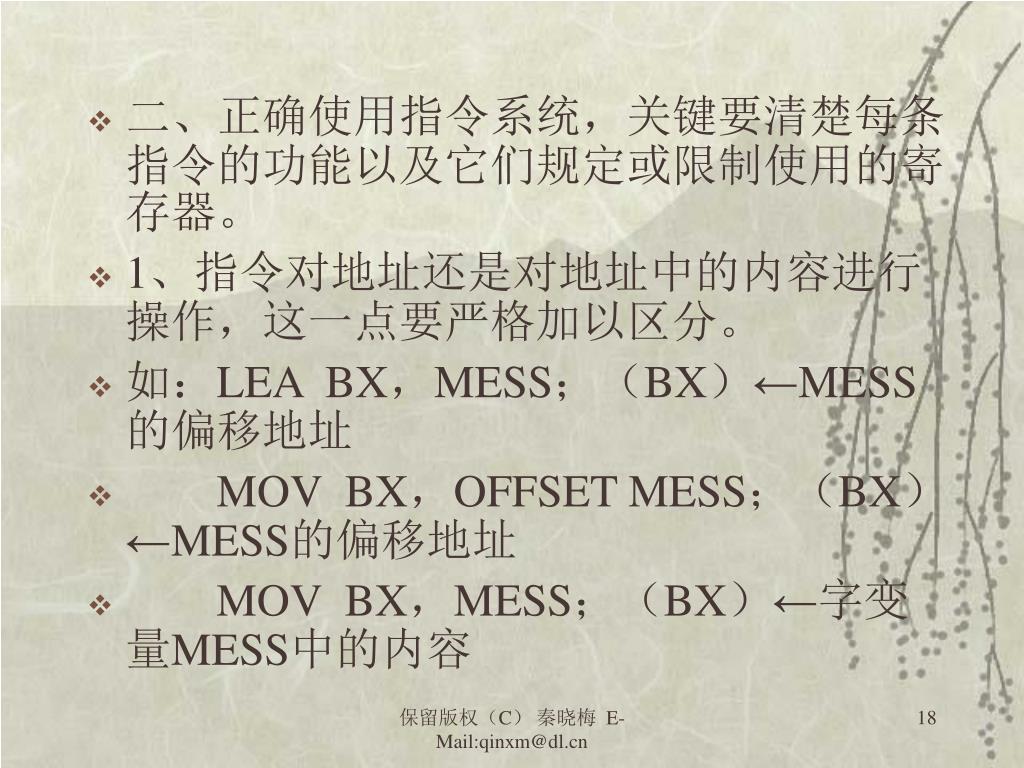 二、正确使用指令系统，关键要清楚每条
指令的功能以及它们规定或限制使用的寄
存器。
1、指令对地址还是对地址中的内容进行
操作，这一点要严格加以区分。
如：LEA  BX，MESS；（BX）←MESS
的偏移地址
MOV  BX，OFFSET MESS；（BX）
←MESS的偏移地址
MOV  BX，MESS；（BX）←字变
量MESS中的内容
保留版权（C） 秦晓梅  E-
Mail:qinxm@dl.cn
18